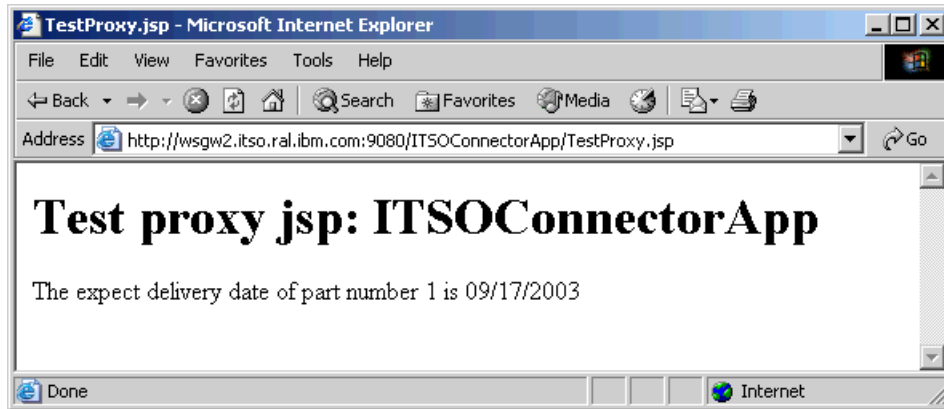 TestProxy.jsp - Microsoft Internet Explorer
File Edit View Favorites Tools Help
Back Search Favorites Media
Address http://wsgw2.itso.ral.ibm.com:9080/ITSOConnectorApp/TestProxy.jsp Go
Test proxy jsp: ITSOConnectorApp
The expect delivery date of part number 1 is 09/17/2003
Done Internet